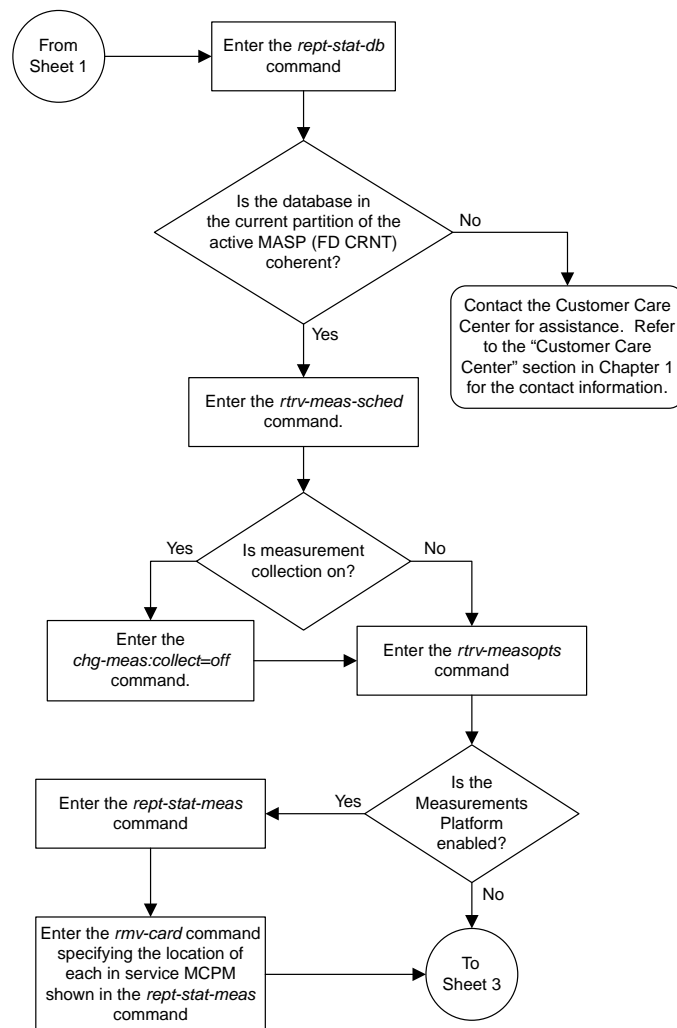 From
Sheet 1
Enter the rept-stat-db
command
Is the database in
the current partition of the
active MASP (FD CRNT)
coherent?
No
Yes
Contact the Customer Care
Center for assistance. Refer
to the “Customer Care
Center” section in Chapter 1
for the contact information.
Enter the rtrv-meas-sched
command.
Is measurement
collection on?
Yes
No
Enter the
chg-meas:collect=off
command.
Enter the rtrv-measopts
command
Is the
Measurements
Platform
enabled?
Yes
No
Enter the rept-stat-meas
command
Enter the rmv-card command
specifying the location of
each in service MCPM
shown in the rept-stat-meas
command
To
Sheet 3